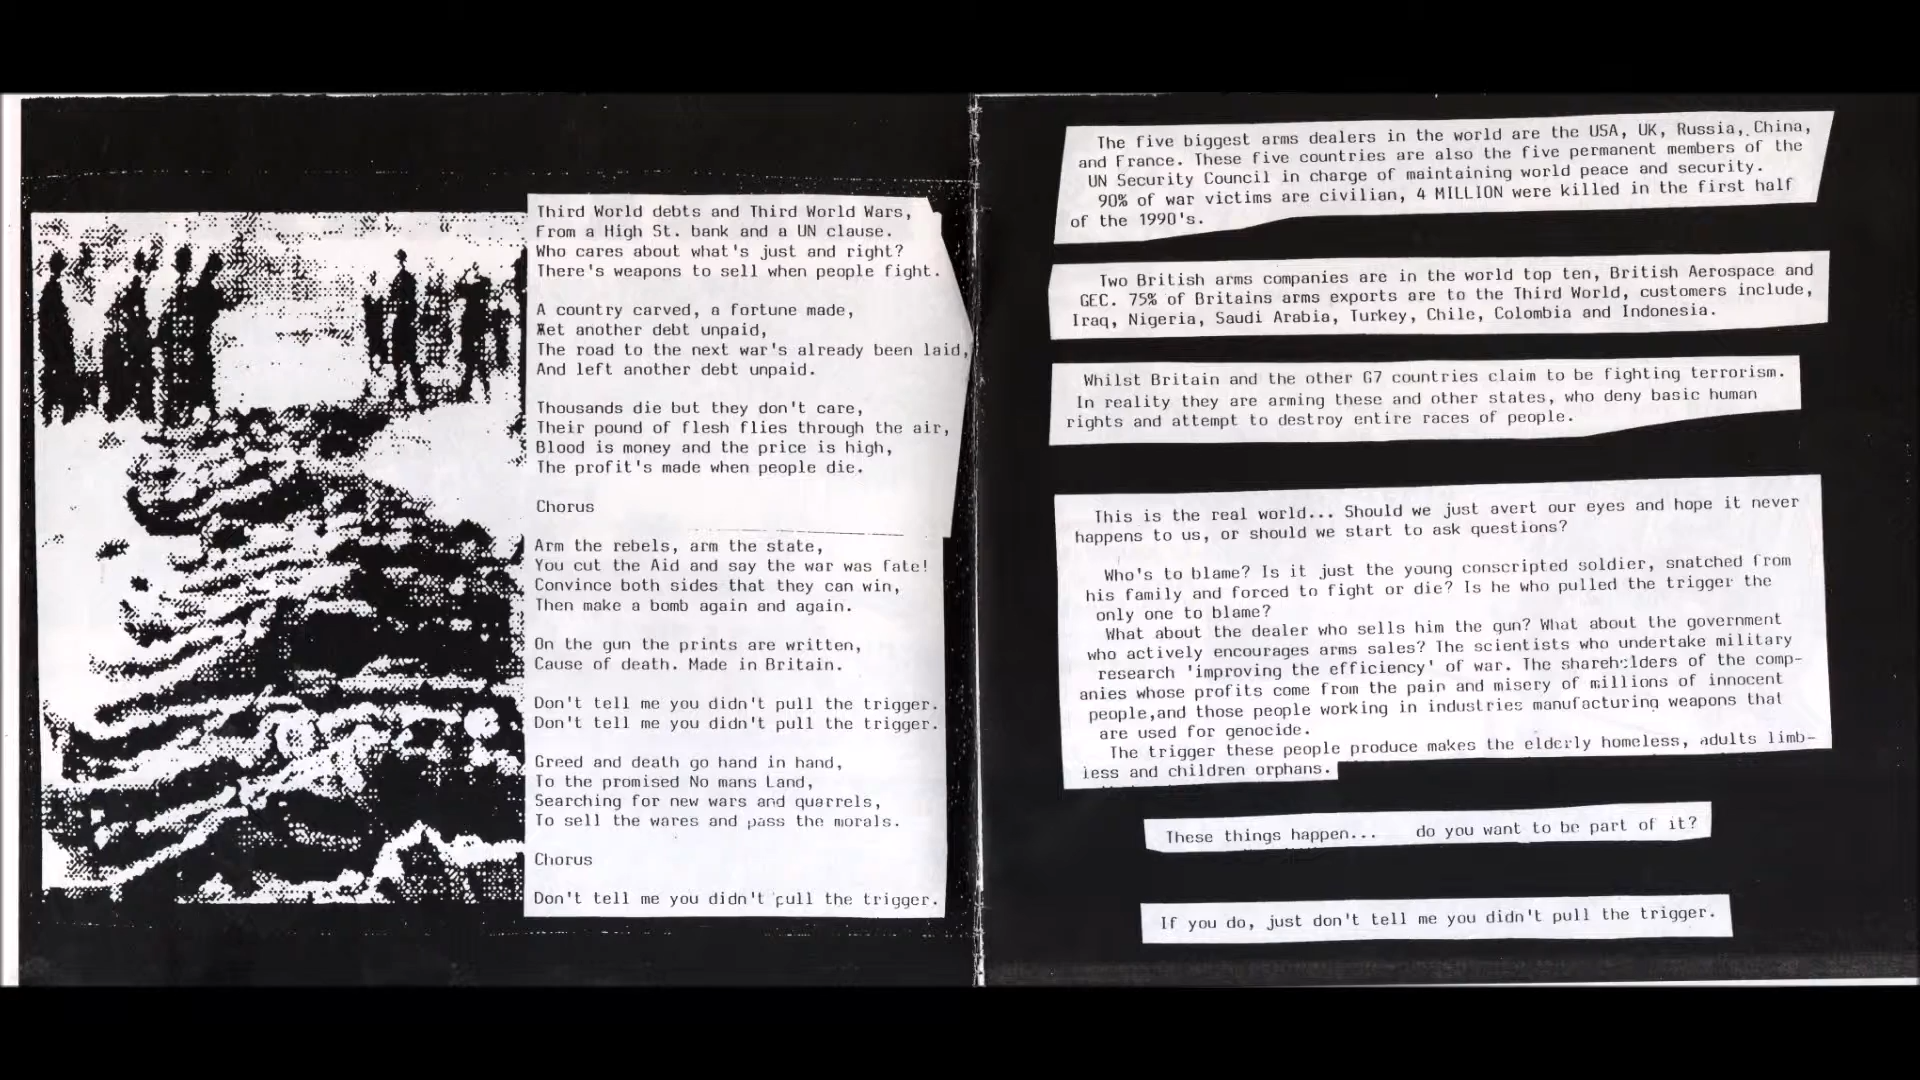 Third World debts and Third World Wars,
From a High St. bank and a UN clause.
Who cares about what's just and right?
There's weapons to sell when people fight.
A country carved, a fortune made,
Yet another debt unpaid,
The road to the next war's already been laid,
And left another debt unpaid.
Thousands die but they don't care,
Their pound of flesh flies through the air,
Blood is money and the price is high,
The profit's made when people die.
Chorus
Arm the rebels, arm the state,
You cut the Aid and say the war was fate!
Convince both sides that they can win,
Then make a bomb again and again.
On the gun the prints are written,
Cause of death. Made in Britain.
Don't tell me you didn't pull the trigger.
Don't tell me you didn't pull the trigger.
Greed and death go hand in hand,
To the promised No mans Land,
Searching for new wars and quarrels,
To sell the wares and pass the morals.
Chorus
Don't tell me you didn't pull the trigger.
The five biggest arms dealers in the world are the USA, UK, Russia, China,
and France. These five countries are also the five permanent members of the
UN Security Council in charge of maintaining world peace and security.
90% of war victims are civilian, 4 MILLION were killed in the first half
of the 1990's.
Two British arms companies are in the world top ten, British Aerospace and
GEC. 75% of Britains arms exports are to the Third World, customers include,
Iraq, Nigeria, Saudi Arabia, Turkey, Chile, Colombia and Indonesia.
Whilst Britain and the other G7 countries claim to be fighting terrorism.
In reality they are arming these and other states, who deny basic human
rights and attempt to destroy entire races of people.
This is the real world... Should we just avert our eyes and hope it never
happens to us, or should we start to ask questions?
Who's to blame? Is it just the young conscripted soldier, snatched from
his family and forced to fight or die? Is he who pulled the trigger the
only one to blame?
What about the dealer who sells him the gun? What about the government
who actively encourages arms sales? The scientists who undertake military
research 'improving the efficiency' of war. The shareholders of the comp-
anies whose profits come from the pain and misery of millions of innocent
people,and those people working in industries manufacturing weapons that
are used for genocide.
The trigger these people produce makes the elderly homeless, adults limb-
less and children orphans.
These things happen... do you want to be part of it?
If you do, just don't tell me you didn't pull the trigger.